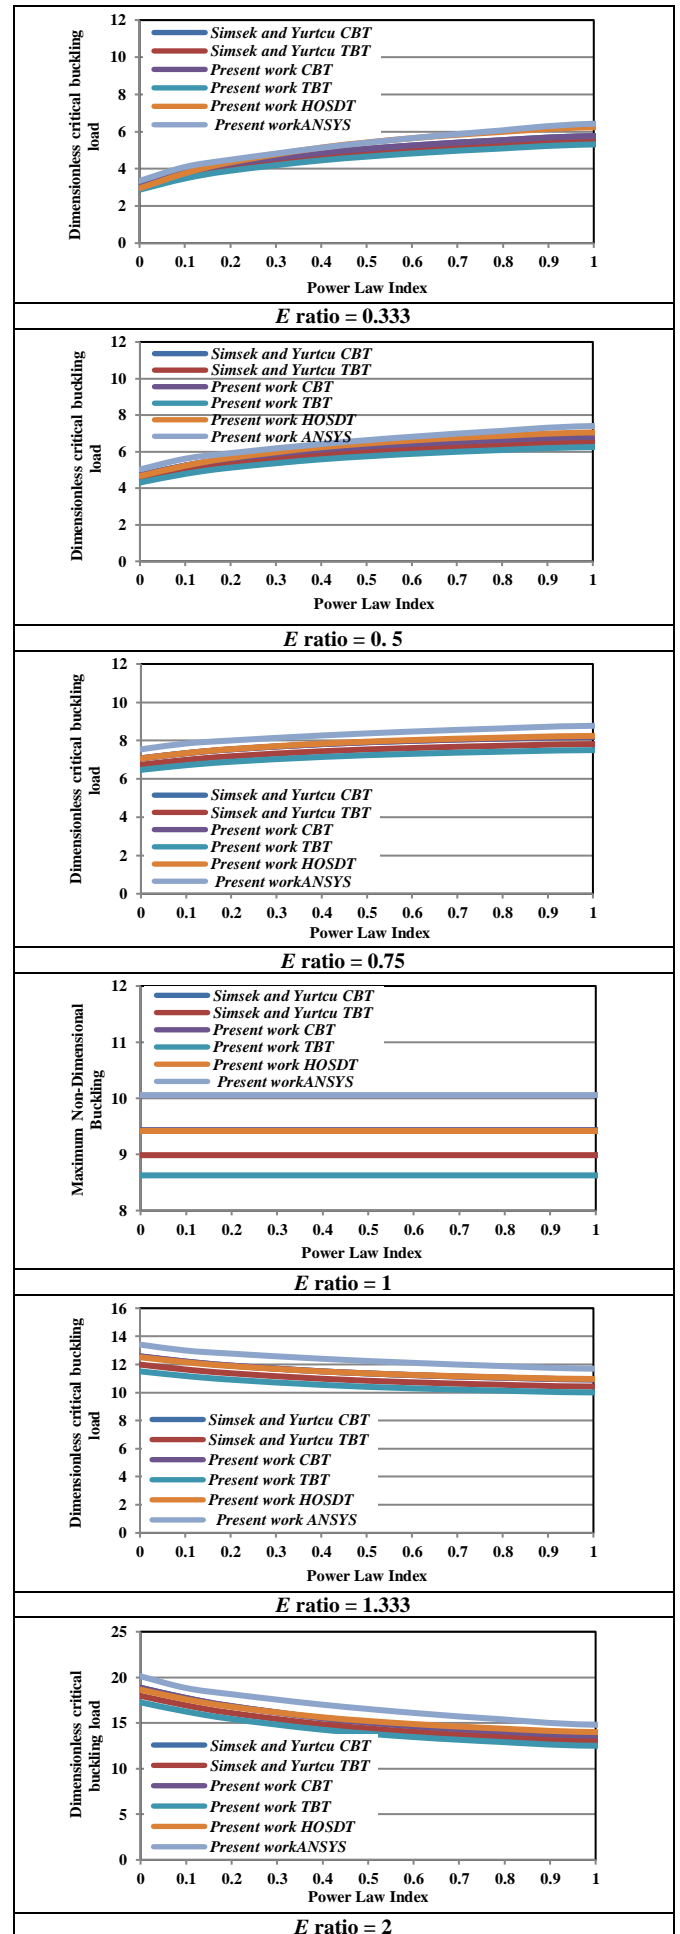 12
10
8
6
4
2
0
Dimensionless critical buckling
load
Simsek and Yurtcu CBT
Simsek and Yurtcu TBT
Present work CBT
Present work TBT
Present work HOSDT
Present workANSYS
0 0.1 0.2 0.3 0.4 0.5 0.6 0.7 0.8 0.9 1
Power Law Index
E ratio = 0.333
12
10
8
6
4
2
0
Dimensionless critical buckling
load
Simsek and Yurtcu CBT
Simsek and Yurtcu TBT
Present work CBT
Present work TBT
Present work HOSDT
Present work ANSYS
0 0.1 0.2 0.3 0.4 0.5 0.6 0.7 0.8 0.9 1
Power Law Index
E ratio = 0. 5
12
10
8
6
4
2
0
Dimensionless critical buckling
load
Simsek and Yurtcu CBT
Simsek and Yurtcu TBT
Present work CBT
Present work TBT
Present work HOSDT
Present workANSYS
0 0.1 0.2 0.3 0.4 0.5 0.6 0.7 0.8 0.9 1
Power Law Index
E ratio = 0.75
12
11
10
9
8
Maximum Non-Dimensional
Buckling
Simsek and Yurtcu CBT
Simsek and Yurtcu TBT
Present work CBT
Present work TBT
Present work HOSDT
Present workANSYS
0 0.1 0.2 0.3 0.4 0.5 0.6 0.7 0.8 0.9 1
Power Law Index
E ratio = 1
16
14
12
10
8
6
4
2
0
Dimensionless critical buckling
load
Simsek and Yurtcu CBT
Simsek and Yurtcu TBT
Present work CBT
Present work TBT
Present work HOSDT
Present work ANSYS
0 0.1 0.2 0.3 0.4 0.5 0.6 0.7 0.8 0.9 1
Power Law Index
E ratio = 1.333
25
20
15
10
5
0
Dimensionless critical
buckling load
Simsek and Yurtcu CBT
Simsek and Yurtcu TBT
Present work CBT
Present work TBT
Present work HOSDT
Present workANSYS
0 0.1 0.2 0.3 0.4 0.5 0.6 0.7 0.8 0.9 1
Power Law Index
E ratio = 2